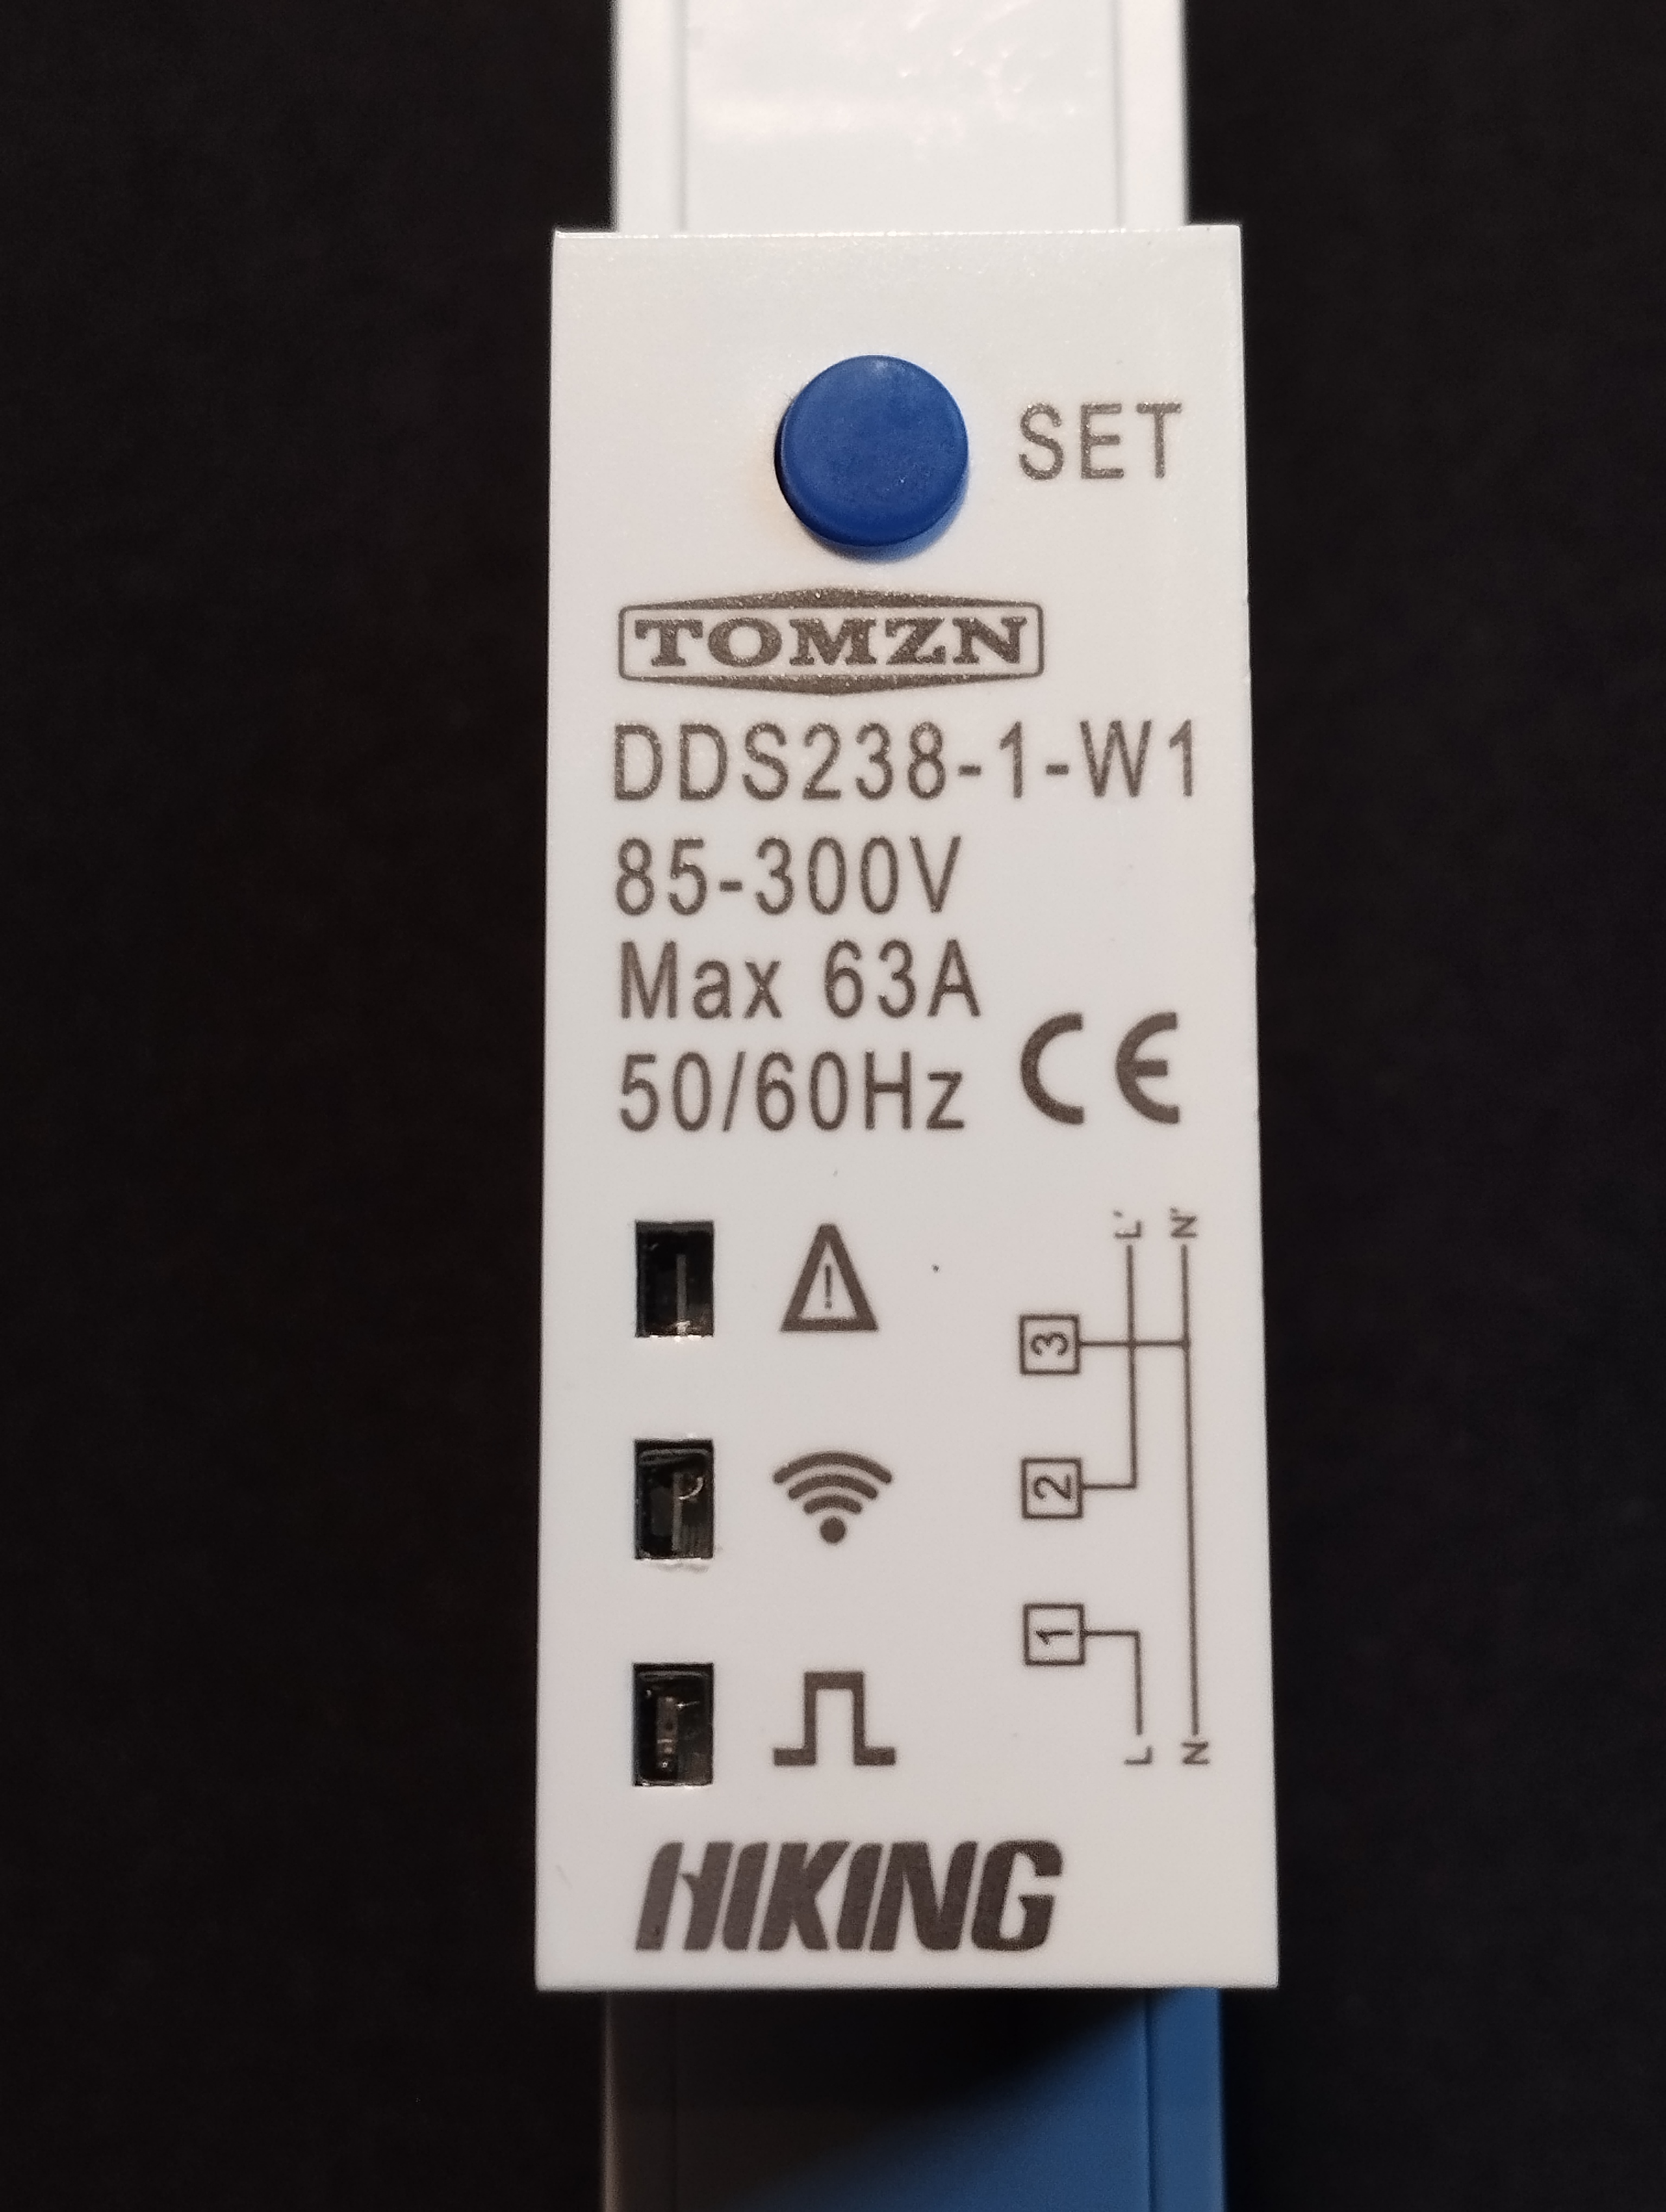 SET
TOMZN
DDS238-1-W1
85-300V
Max 63A
50/60Hz CE
!
L' N'
3
2
1
L N
HIKING